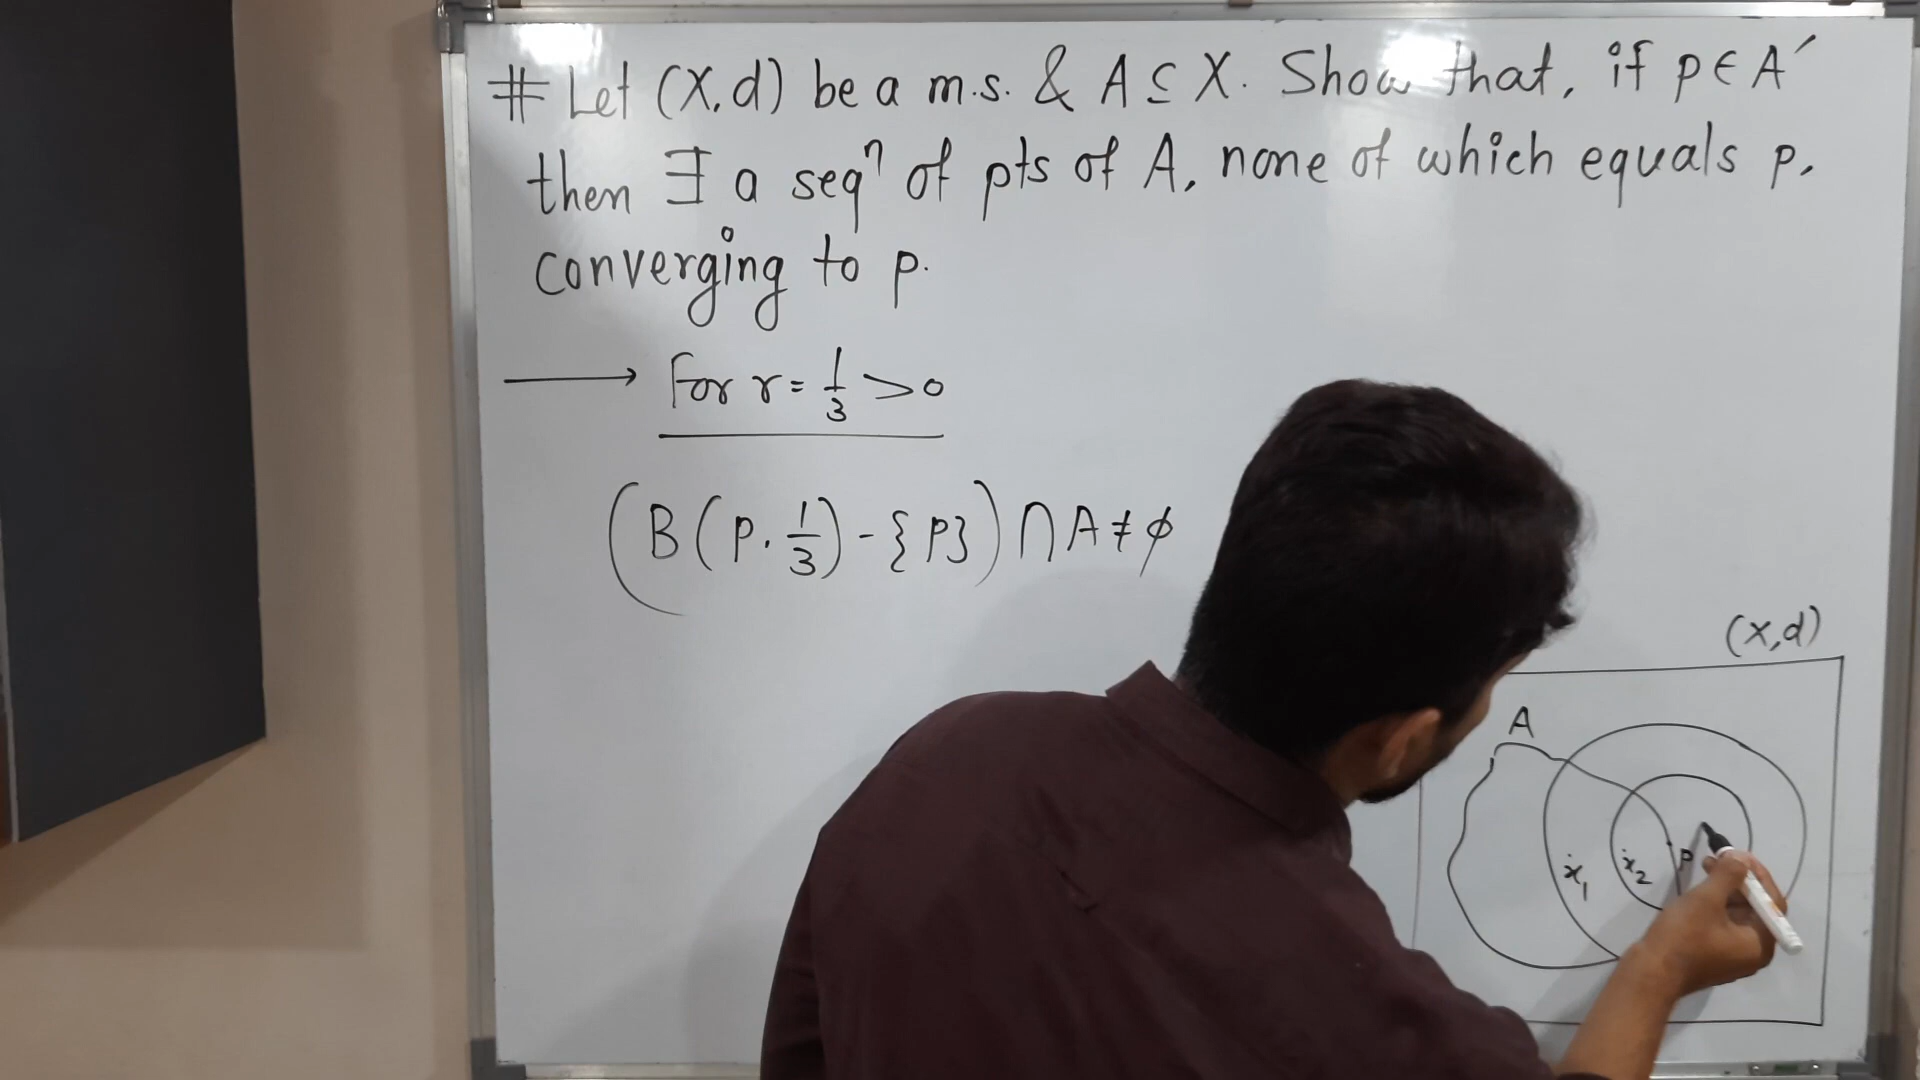 # Let (X, d) be a m.s. & A ⊆ X. Show that, if p ∈ A′
then ∃ a seqⁿ of pts of A, none of which equals p,
converging to p.
⟶ For r = 1/3 > 0
(B(p, 1/3) - {p}) ∩ A ≠ ϕ
(X, d)
A
x₁ x₂ p